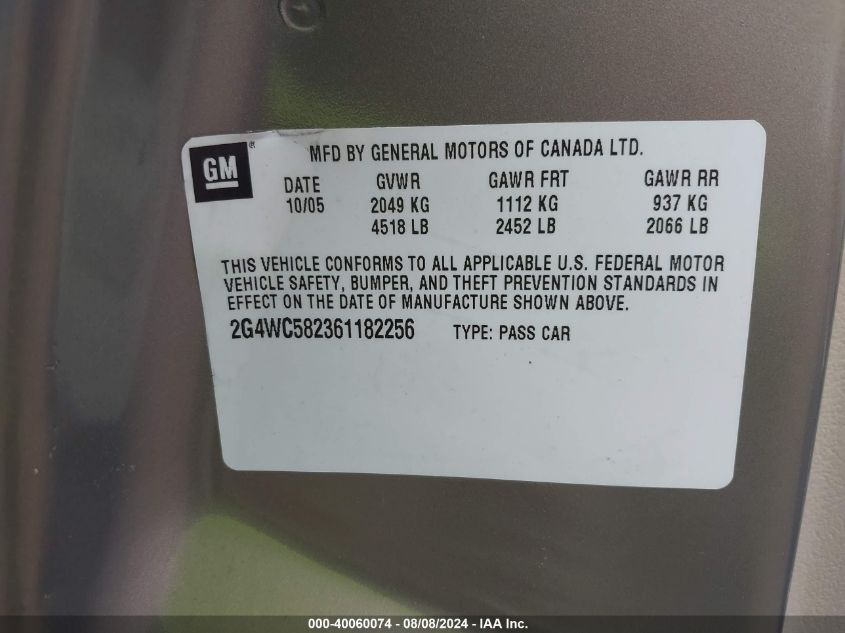 GM®
MFD BY GENERAL MOTORS OF CANADA LTD.
DATE GVWR GAWR FRT GAWR RR
10/05 2049 KG 1112 KG 937 KG
4518 LB 2452 LB 2066 LB
THIS VEHICLE CONFORMS TO ALL APPLICABLE U.S. FEDERAL MOTOR
VEHICLE SAFETY, BUMPER, AND THEFT PREVENTION STANDARDS IN
EFFECT ON THE DATE OF MANUFACTURE SHOWN ABOVE.
2G4WC582361182256 TYPE: PASS CAR
000-40060074 - 08/08/2024 - IAA Inc.